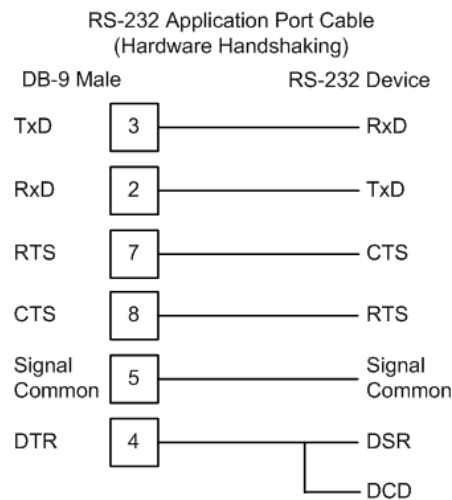 RS-232 Application Port Cable
(Hardware Handshaking)
DB-9 Male RS-232 Device
TxD 3 RxD
RxD 2 TxD
RTS 7 CTS
CTS 8 RTS
Signal Common 5 Signal Common
DTR 4 DSR
DCD